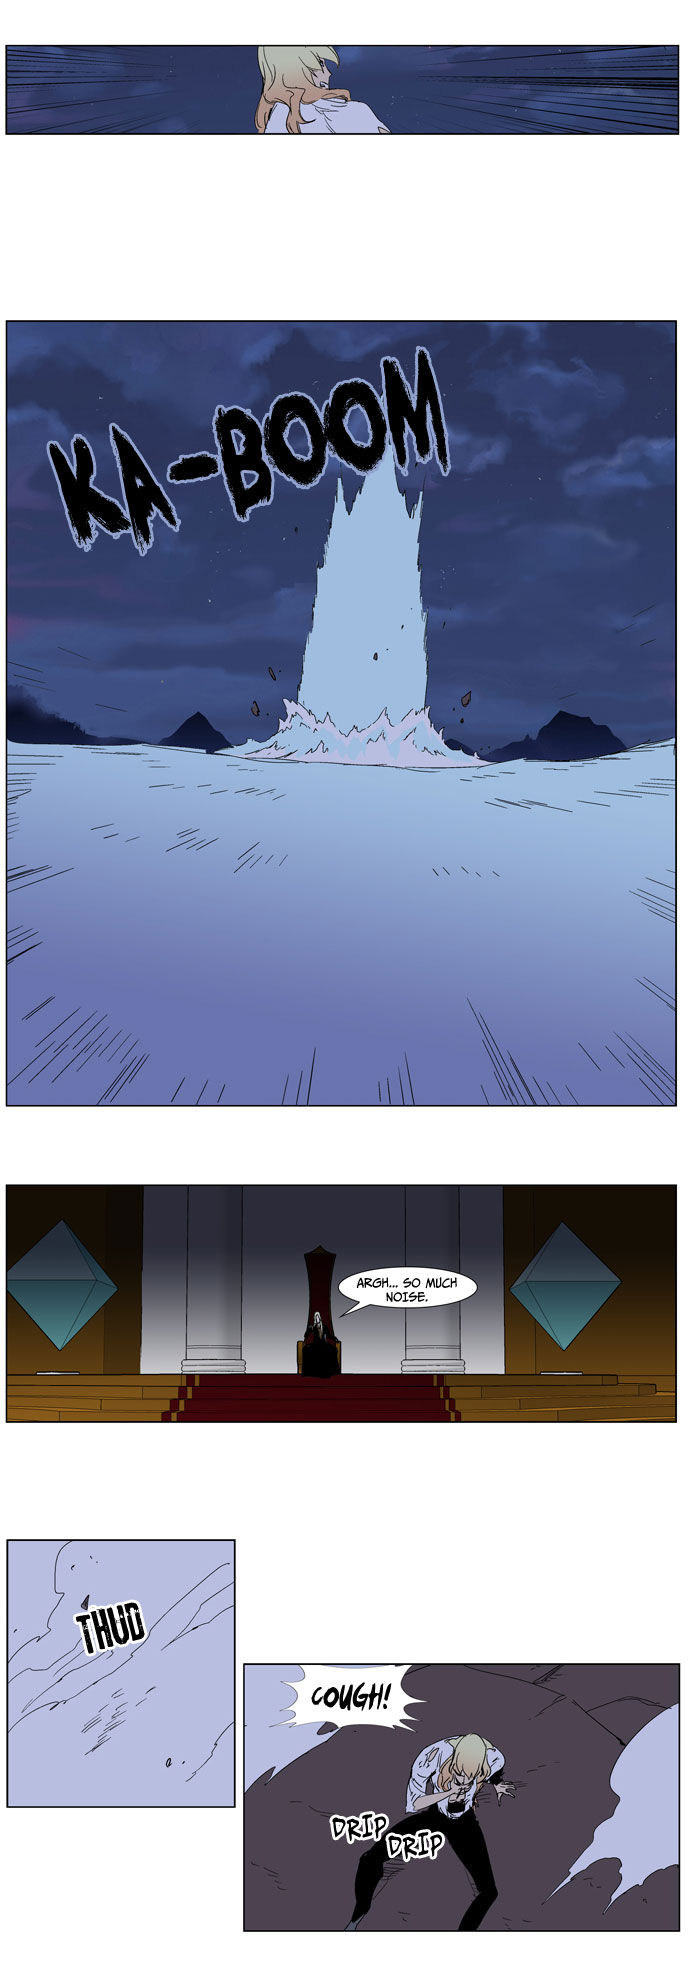 KA-BOOM
ARGH... SO MUCH
NOISE.
THUD
COUGH!
DRIP
DRIP